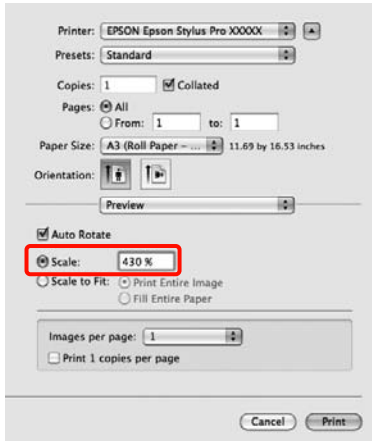 Printer: EPSON Epson Stylus Pro XXXXX
Presets: Standard
Copies: 1 Collated
Pages: All
From: 1 to: 1
Paper Size: A3 (Roll Paper – ... 11.69 by 16.53 inches
Orientation:
Preview
Auto Rotate
Scale: 430 %
Scale to Fit: Print Entire Image
Fill Entire Paper
Images per page: 1
Print 1 copies per page
Cancel Print